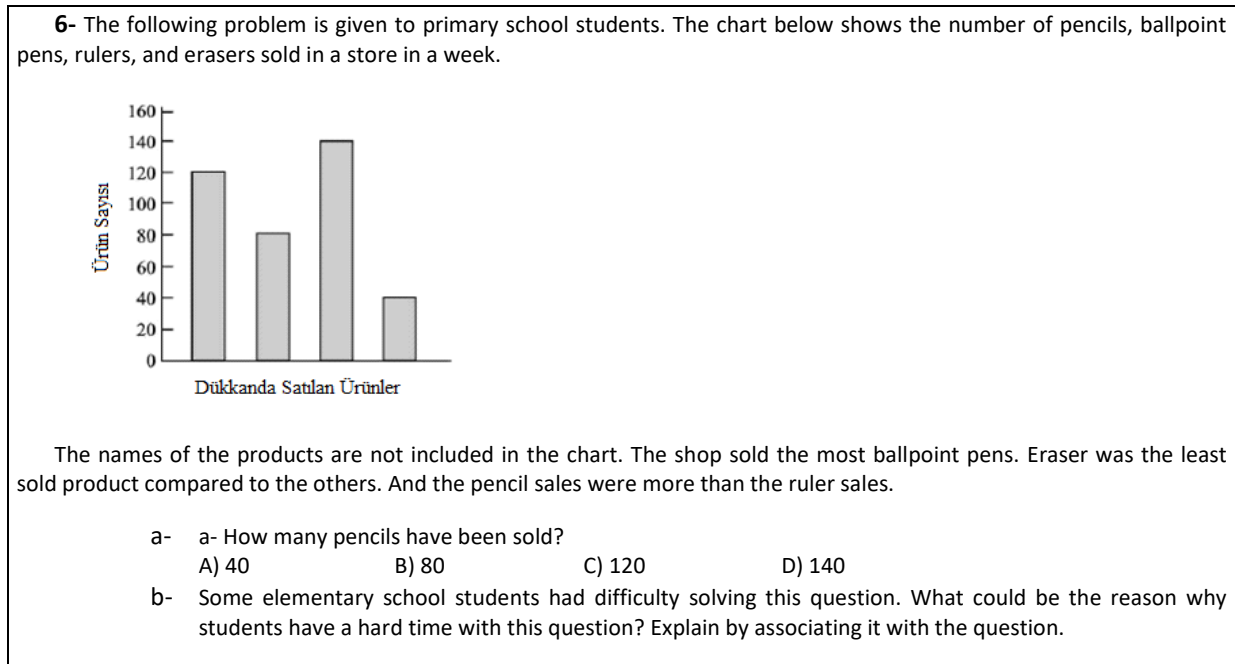 6- The following problem is given to primary school students. The chart below shows the number of pencils, ballpoint
pens, rulers, and erasers sold in a store in a week.
160
140
120
100
80
60
40
20
0
Ürün Sayısı
Dükkanda Satılan Ürünler
The names of the products are not included in the chart. The shop sold the most ballpoint pens. Eraser was the least
sold product compared to the others. And the pencil sales were more than the ruler sales.
a- a- How many pencils have been sold?
A) 40 B) 80 C) 120 D) 140
b- Some elementary school students had difficulty solving this question. What could be the reason why
students have a hard time with this question? Explain by associating it with the question.